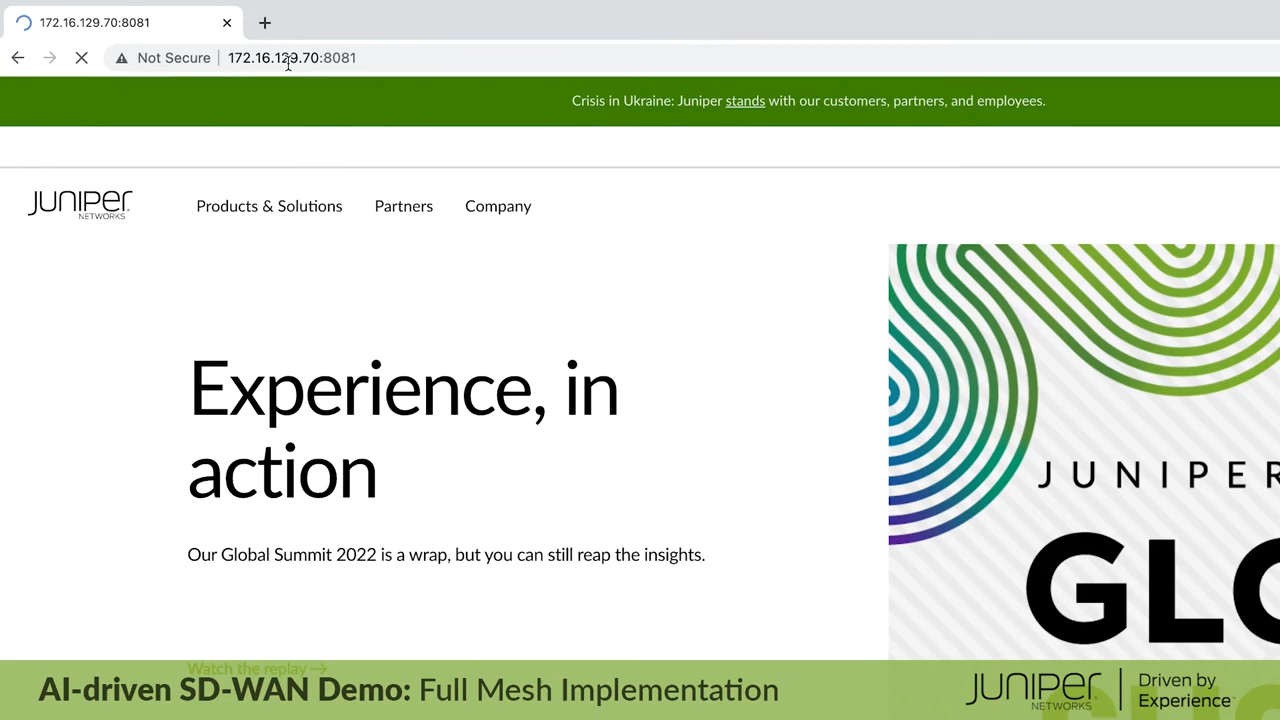 172.16.129.70:8081
Not Secure | 172.16.129.70:8081
Crisis in Ukraine: Juniper stands with our customers, partners, and employees.
JUNIPER NETWORKS
Products & Solutions
Partners
Company
Experience, in
action
Our Global Summit 2022 is a wrap, but you can still reap the insights.
Watch the replay →
JUNIPER
GLO
AI-driven SD-WAN Demo: Full Mesh Implementation
JUNIPER NETWORKS
Driven by
Experience™